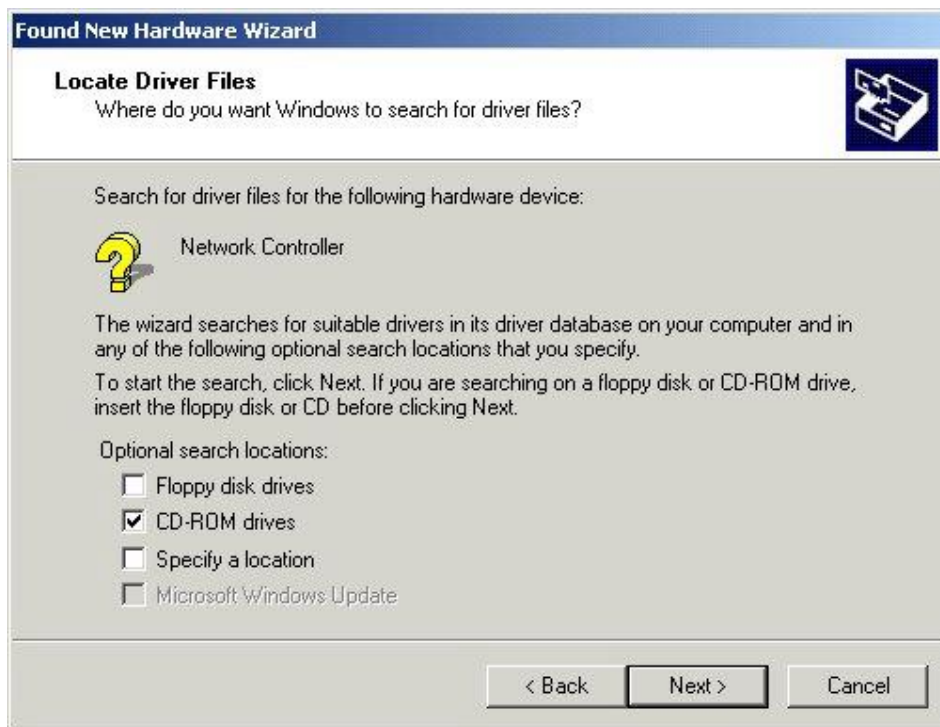 Found New Hardware Wizard
Locate Driver Files
Where do you want Windows to search for driver files?
Search for driver files for the following hardware device:
Network Controller
The wizard searches for suitable drivers in its driver database on your computer and in
any of the following optional search locations that you specify.
To start the search, click Next. If you are searching on a floppy disk or CD-ROM drive,
insert the floppy disk or CD before clicking Next.
Optional search locations:
Floppy disk drives
CD-ROM drives
Specify a location
Microsoft Windows Update
< Back
Next >
Cancel